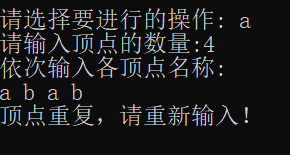 请选择要进行的操作: a
请输入顶点的数量:4
依次输入各顶点名称:
a b a b
顶点重复，请重新输入！